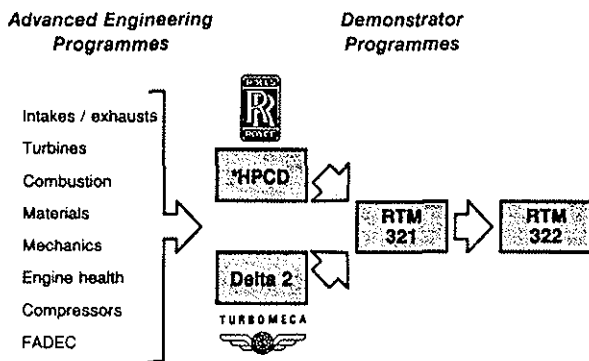 Advanced Engineering
Programmes
Demonstrator
Programmes
Intakes / exhausts
Turbines
Combustion
Materials
Mechanics
Engine health
Compressors
FADEC
ROLLS
RR
ROYCE
*HPCD
Delta 2
TURBOMECA
RTM
321
RTM
322